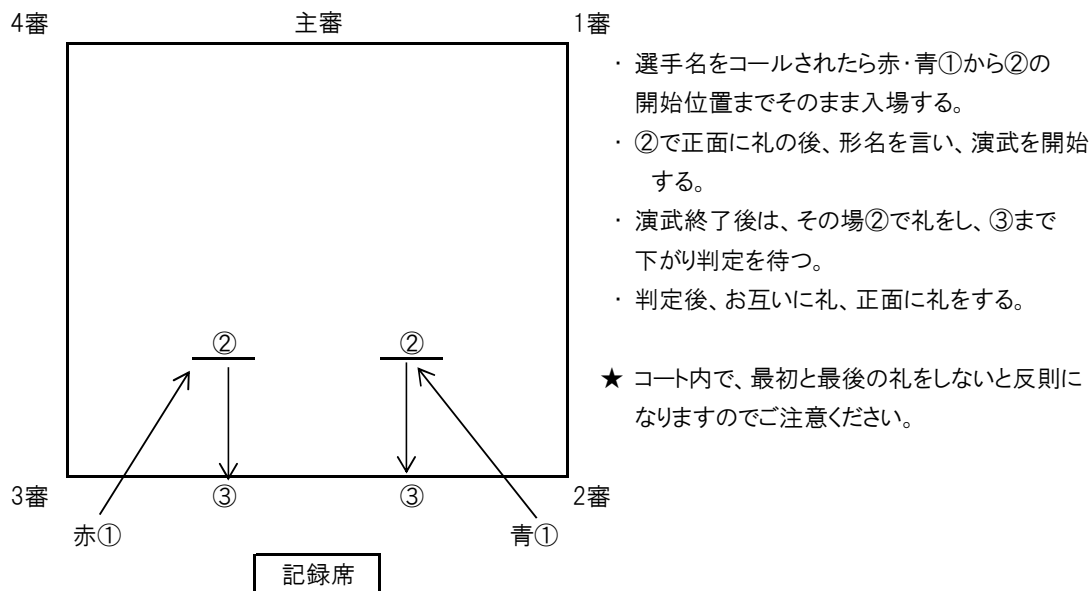 4審
主審
1審
・ 選手名をコールされたら赤・青①から②の
開始位置までそのまま入場する。
・ ②で正面に礼の後、形名を言い、演武を開始
する。
・ 演武終了後は、その場②で礼をし、③まで
下がり判定を待つ。
・ 判定後、お互いに礼、正面に礼をする。
② ②
★ コート内で、最初と最後の礼をしないと反則に
なりますのでご注意ください。
3審
③ ③
2審
赤①
青①
記録席